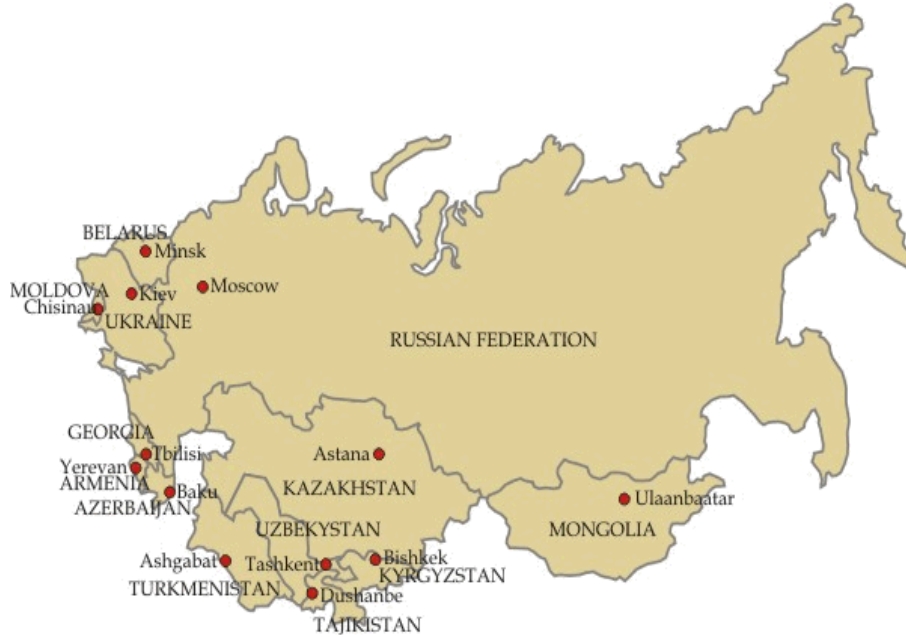 BELARUS
Minsk
Moscow
MOLDOVA
Kiev
Chisinau
UKRAINE
RUSSIAN FEDERATION
GEORGIA
Tbilisi
Astana
Yerevan
ARMENIA
KAZAKHSTAN
Baku
AZERBAIJAN
Ulaanbaatar
UZBEKYSTAN
MONGOLIA
Ashgabat
Tashkent
Bishkek
KYRGYZSTAN
TURKMENISTAN
Dushanbe
TAJIKISTAN